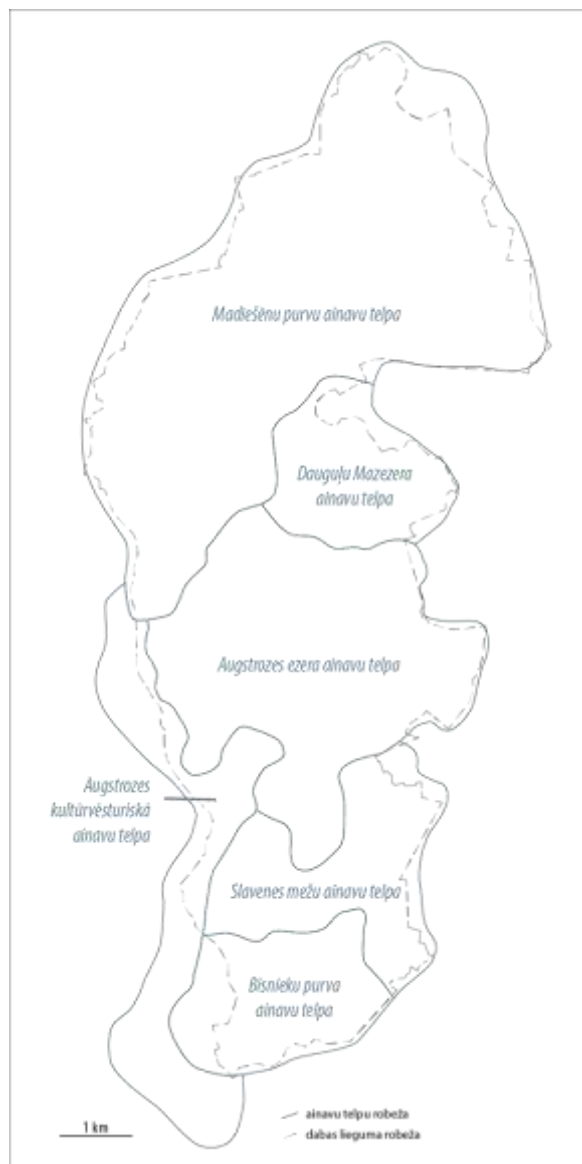 Madiešēnu purvu ainavu telpa
Dauguļu Mazezera
ainavu telpa
Augstrozes ezera ainavu telpa
Augstrozes
kultūrvēsturiskā
ainavu telpa
Slavenes mežu ainavu telpa
Bisnieku purva
ainavu telpa
ainavu telpu robeža
1 km
dabas lieguma robeža